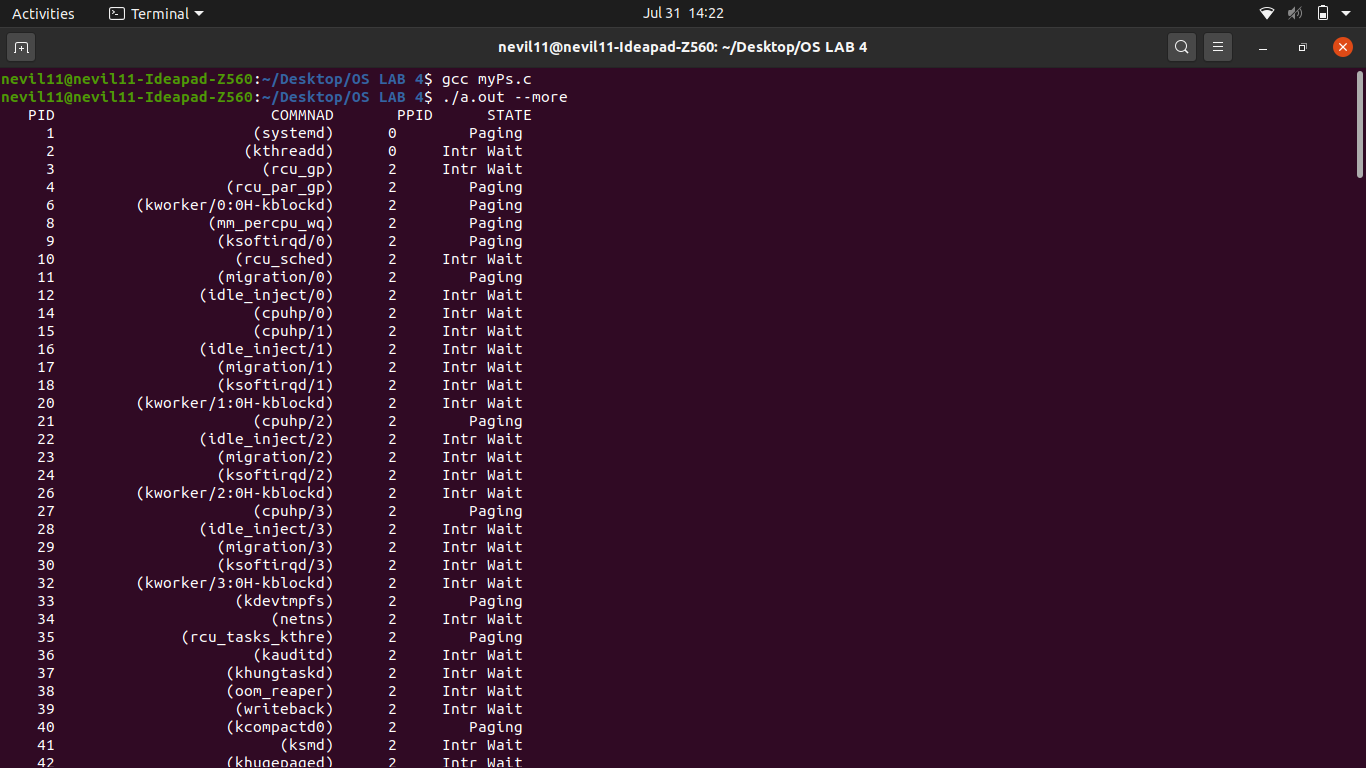 Activities Terminal Jul 31 14:22
nevil11@nevil11-Ideapad-Z560: ~/Desktop/OS LAB 4
nevil11@nevil11-Ideapad-Z560:~/Desktop/OS LAB 4$ gcc myPs.c
nevil11@nevil11-Ideapad-Z560:~/Desktop/OS LAB 4$ ./a.out --more
PID COMMNAD PPID STATE
1 (systemd) 0 Paging
2 (kthreadd) 0 Intr Wait
3 (rcu_gp) 2 Intr Wait
4 (rcu_par_gp) 2 Paging
6 (kworker/0:0H-kblockd) 2 Paging
8 (mm_percpu_wq) 2 Paging
9 (ksoftirqd/0) 2 Paging
10 (rcu_sched) 2 Intr Wait
11 (migration/0) 2 Paging
12 (idle_inject/0) 2 Intr Wait
14 (cpuhp/0) 2 Intr Wait
15 (cpuhp/1) 2 Intr Wait
16 (idle_inject/1) 2 Intr Wait
17 (migration/1) 2 Intr Wait
18 (ksoftirqd/1) 2 Intr Wait
20 (kworker/1:0H-kblockd) 2 Intr Wait
21 (cpuhp/2) 2 Paging
22 (idle_inject/2) 2 Intr Wait
23 (migration/2) 2 Intr Wait
24 (ksoftirqd/2) 2 Intr Wait
26 (kworker/2:0H-kblockd) 2 Intr Wait
27 (cpuhp/3) 2 Paging
28 (idle_inject/3) 2 Intr Wait
29 (migration/3) 2 Intr Wait
30 (ksoftirqd/3) 2 Intr Wait
32 (kworker/3:0H-kblockd) 2 Intr Wait
33 (kdevtmpfs) 2 Paging
34 (netns) 2 Intr Wait
35 (rcu_tasks_kthre) 2 Paging
36 (kauditd) 2 Intr Wait
37 (khungtaskd) 2 Intr Wait
38 (oom_reaper) 2 Intr Wait
39 (writeback) 2 Intr Wait
40 (kcompactd0) 2 Paging
41 (ksmd) 2 Intr Wait
42 (khugepaged) 2 Intr Wait